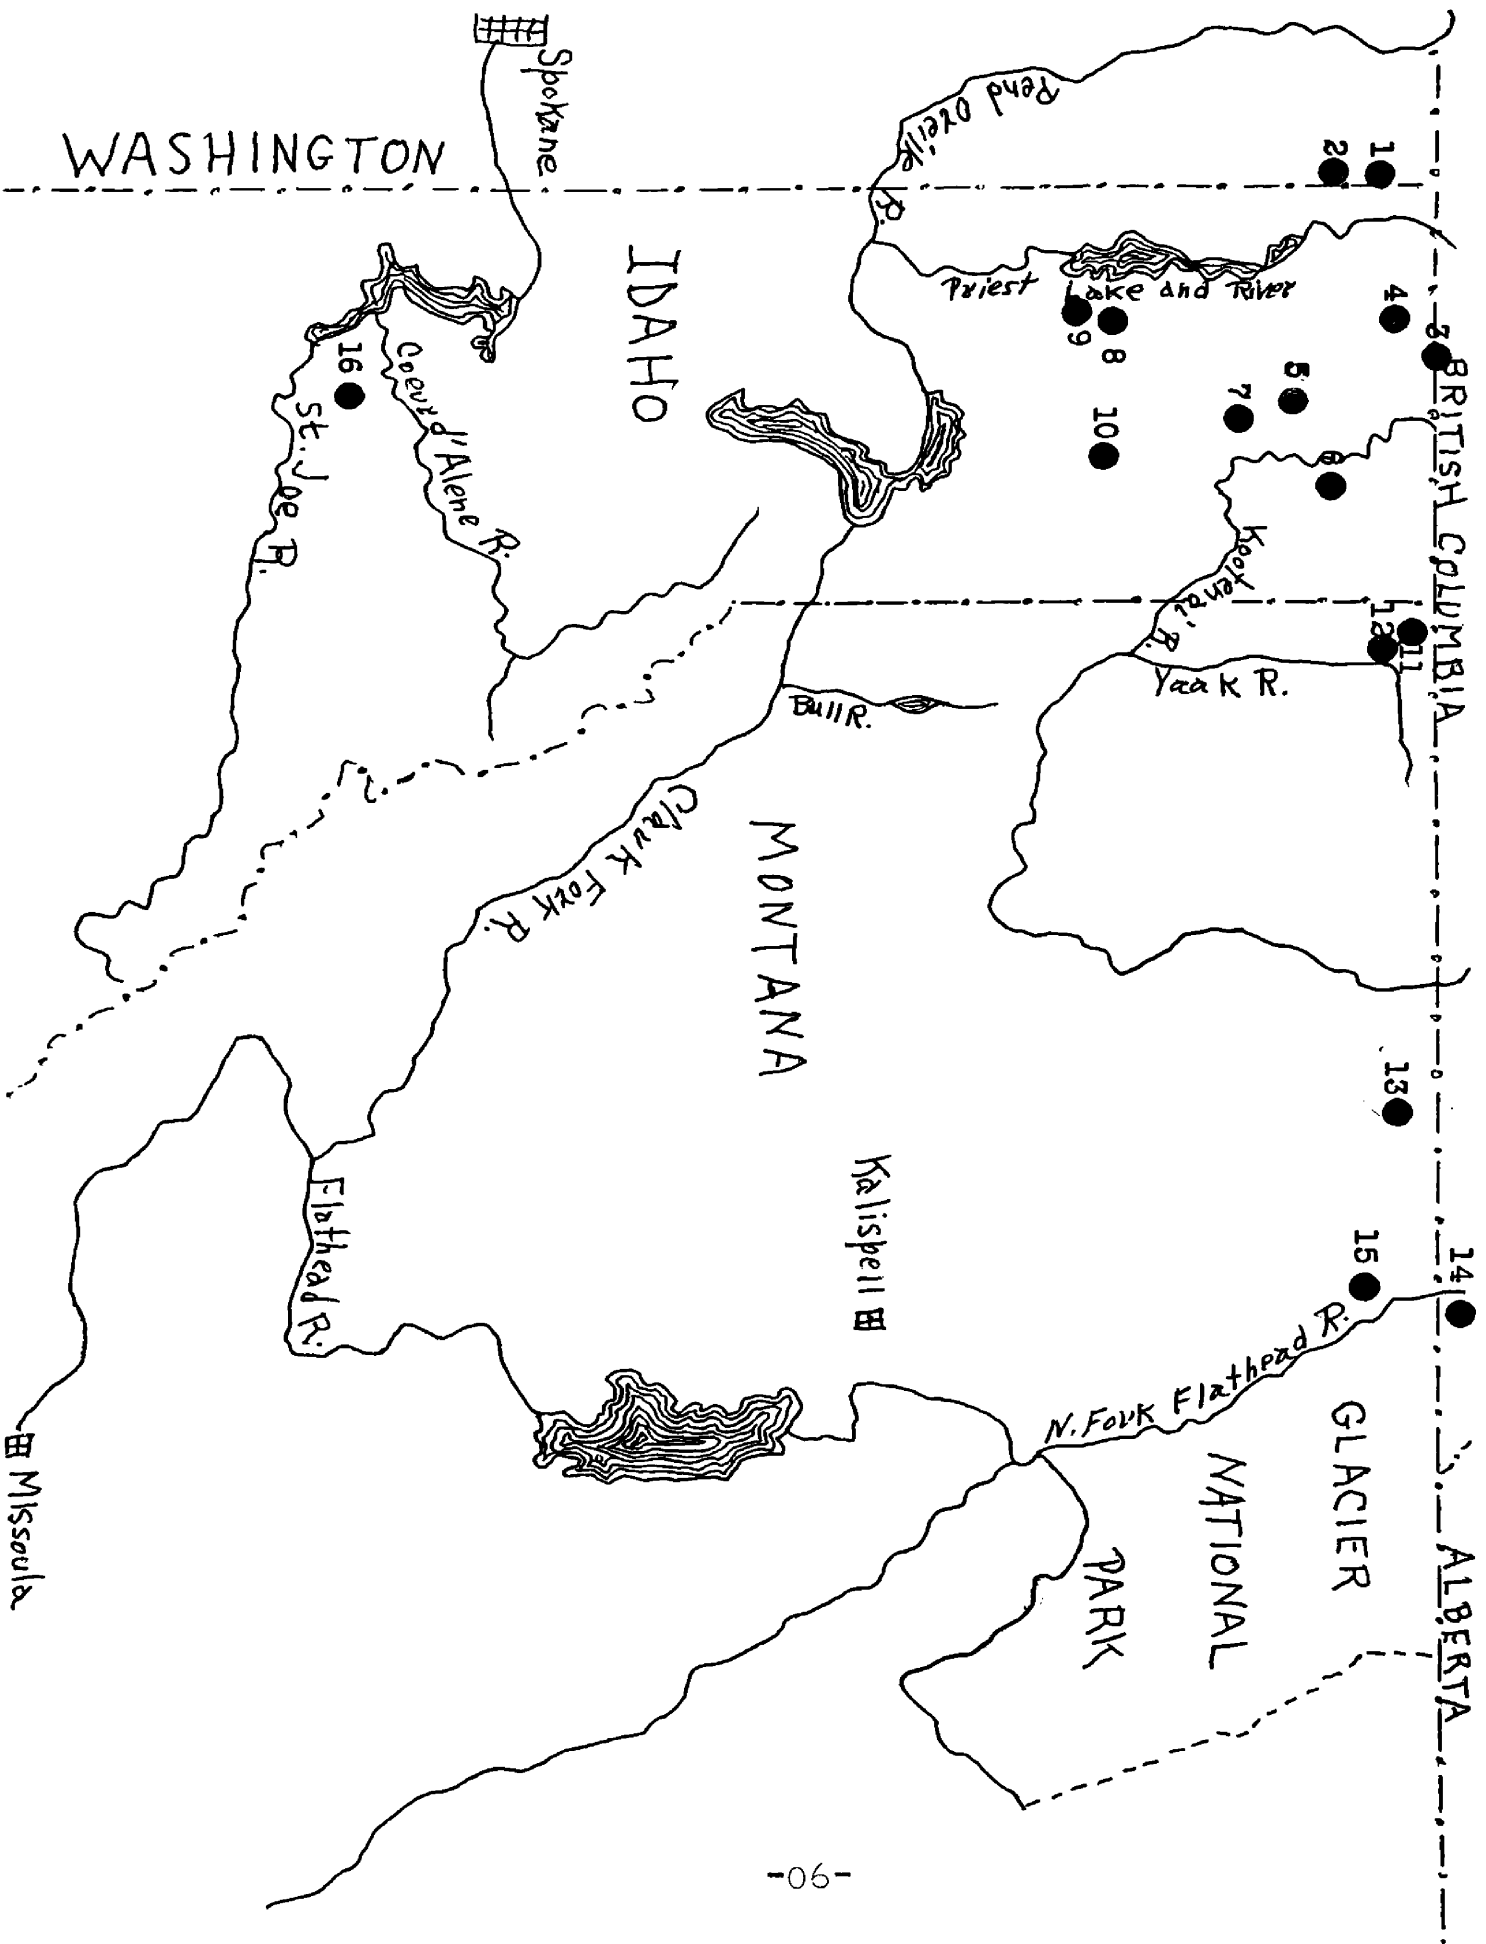 BRITISH COLUMBIA
ALBERTA
1
2
3
4
5
6
7
8
9
10
11
12
13
14
15
16
Pend Oreille R.
Priest Lake and River
Kootenai R.
Yaak R.
Bull R.
N. Fork Flathead R.
GLACIER
NATIONAL
PARK
Kalispell
MONTANA
IDAHO
WASHINGTON
Spokane
Coeur d'Alene R.
St. Joe R.
Clark Fork R.
Flathead R.
Missoula
-90-